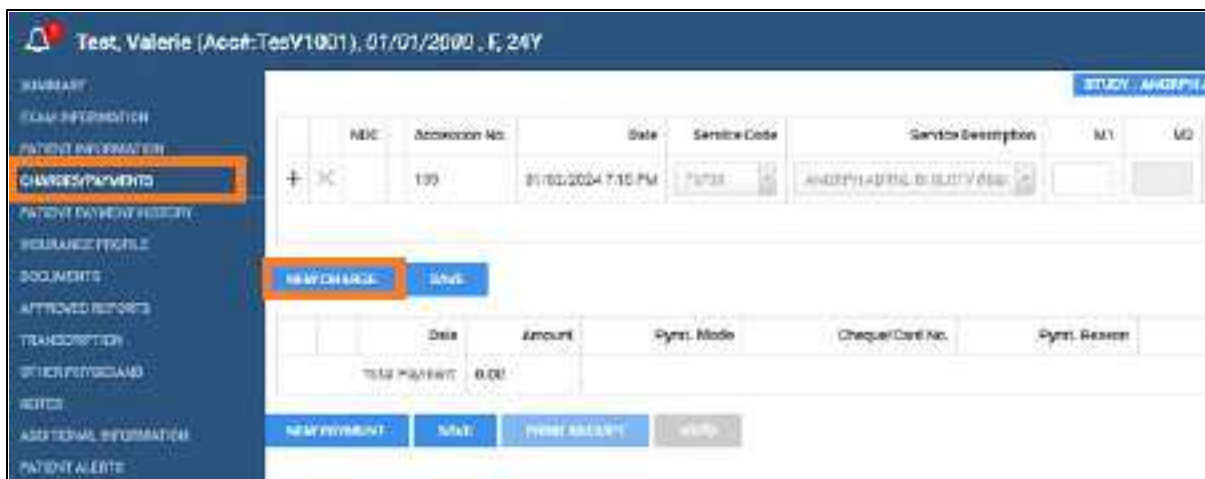 Test, Valerie (Acc#:TesV1001), 01/01/2000 , F, 24Y
SUMMARY
EXAM INFORMATION
PATIENT INFORMATION
CHARGES/PAYMENTS
PATIENT PAYMENT HISTORY
INSURANCE PROFILE
DOCUMENTS
APPROVED REPORTS
TRANSCRIPTION
OTHER PHYSICIANS
NOTES
ADDITIONAL INFORMATION
PATIENT ALERTS
STUDY
NDC Accession No. Date Service Code Service Description M1 M2
199 01/02/2024 7:15 PM
NEW CHARGE SAVE
Date Amount Pymt. Mode Cheque/Card No. Pymt. Reason
Total Payment 0.00
NEW PAYMENT SAVE PRINT RECEIPT